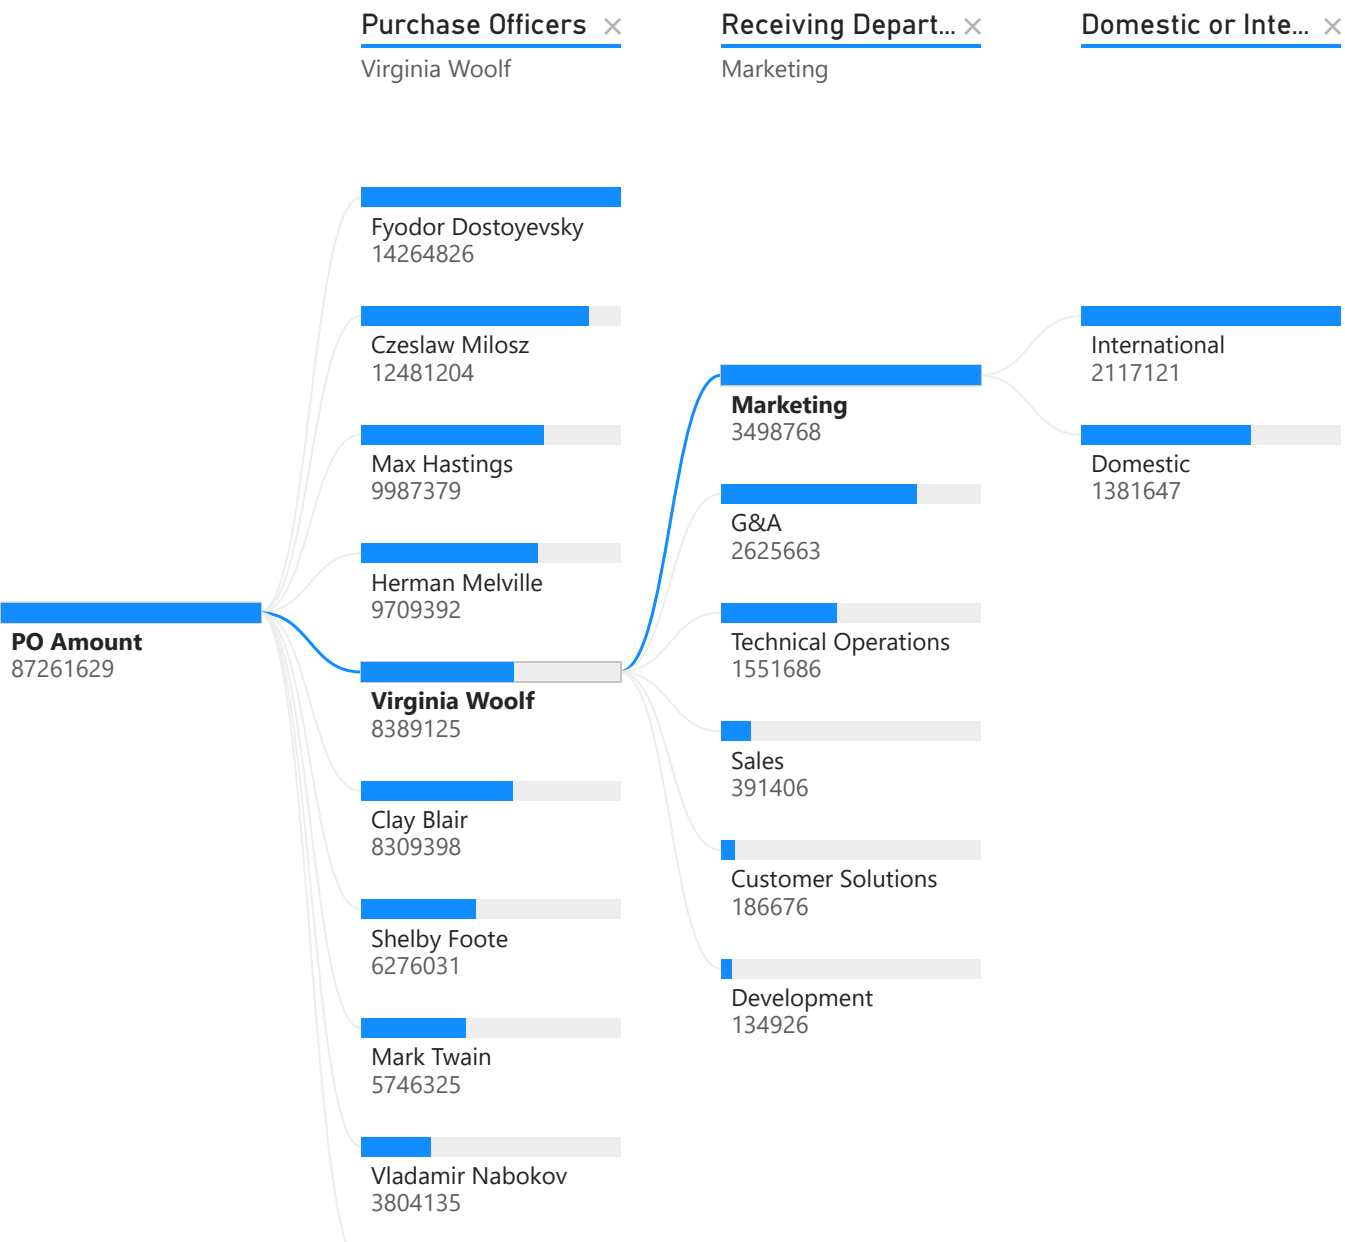 Purchase Officers ×
Virginia Woolf
Receiving Depart... ×
Marketing
Domestic or Inte... ×
PO Amount
87261629
Fyodor Dostoyevsky
14264826
Czeslaw Milosz
12481204
Max Hastings
9987379
Herman Melville
9709392
Virginia Woolf
8389125
Clay Blair
8309398
Shelby Foote
6276031
Mark Twain
5746325
Vladamir Nabokov
3804135
Marketing
3498768
G&A
2625663
Technical Operations
1551686
Sales
391406
Customer Solutions
186676
Development
134926
International
2117121
Domestic
1381647